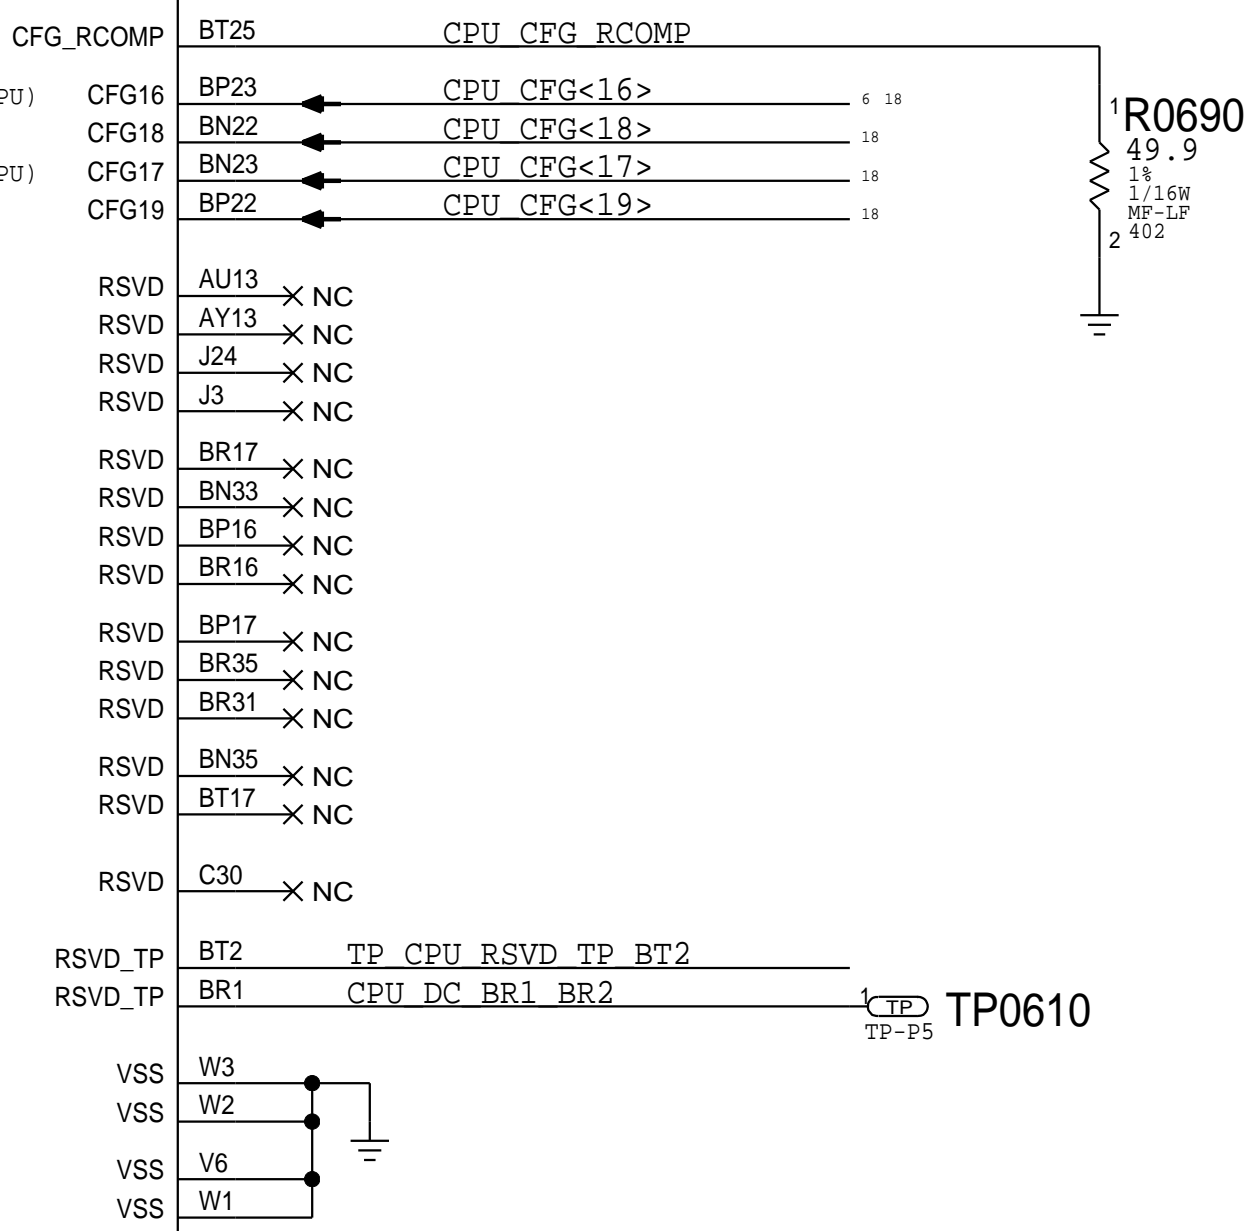 CFG_RCOMP BT25 CPU_CFG_RCOMP
PU) CFG16 BP23 CPU_CFG<16> 6 18
CFG18 BN22 CPU_CFG<18> 18
PU) CFG17 BN23 CPU_CFG<17> 18
CFG19 BP22 CPU_CFG<19> 18
1 R0690
49.9
1%
1/16W
MF-LF
402
2
RSVD AU13 NC
RSVD AY13 NC
RSVD J24 NC
RSVD J3 NC
RSVD BR17 NC
RSVD BN33 NC
RSVD BP16 NC
RSVD BR16 NC
RSVD BP17 NC
RSVD BR35 NC
RSVD BR31 NC
RSVD BN35 NC
RSVD BT17 NC
RSVD C30 NC
RSVD_TP BT2 TP_CPU_RSVD_TP_BT2
RSVD_TP BR1 CPU_DC_BR1_BR2 1 TP TP0610
TP-P5
VSS W3
VSS W2
VSS V6
VSS W1